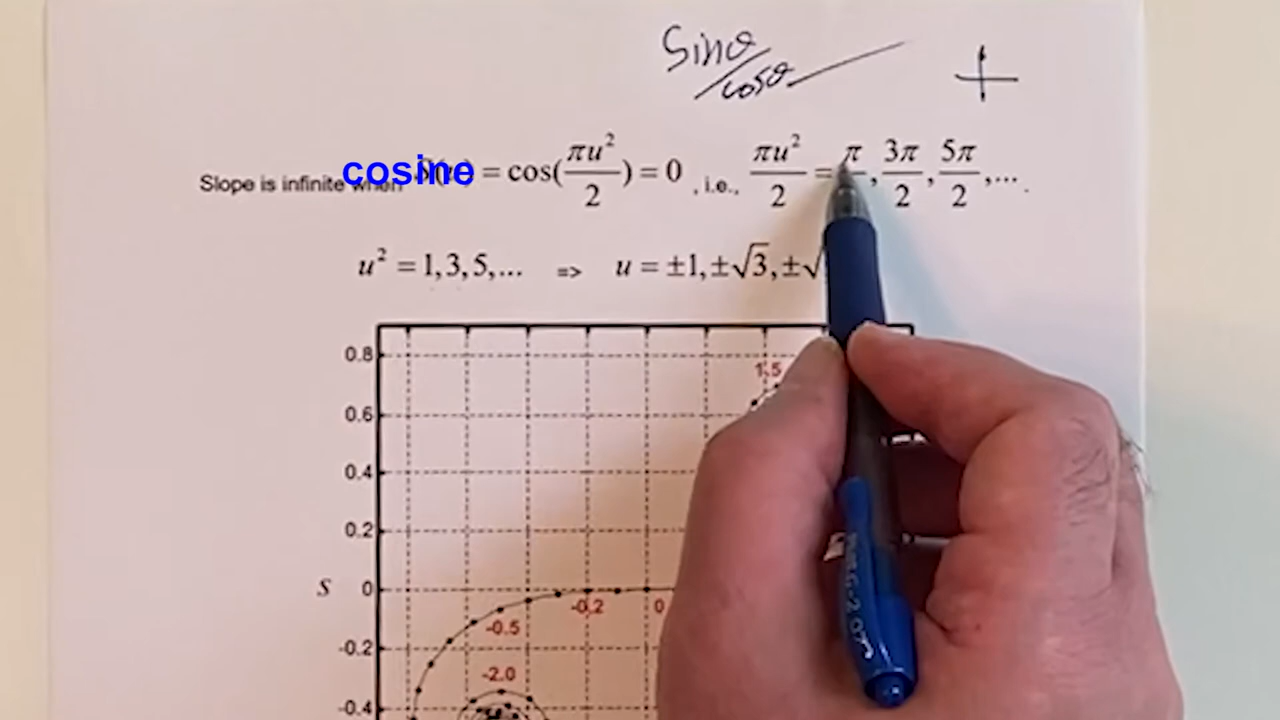 Sinθ
/cosθ
Slope is infinite when cosine = cos(πu²/2) = 0 , i.e., πu²/2 = π , 3π/2 , 5π/2 ,... .
u² = 1,3,5,... => u = ±1,±√3,±√
0.8
1.5
0.6
0.4
0.2
S 0
-0.2 0
-0.5
-0.2
-2.0
-0.4